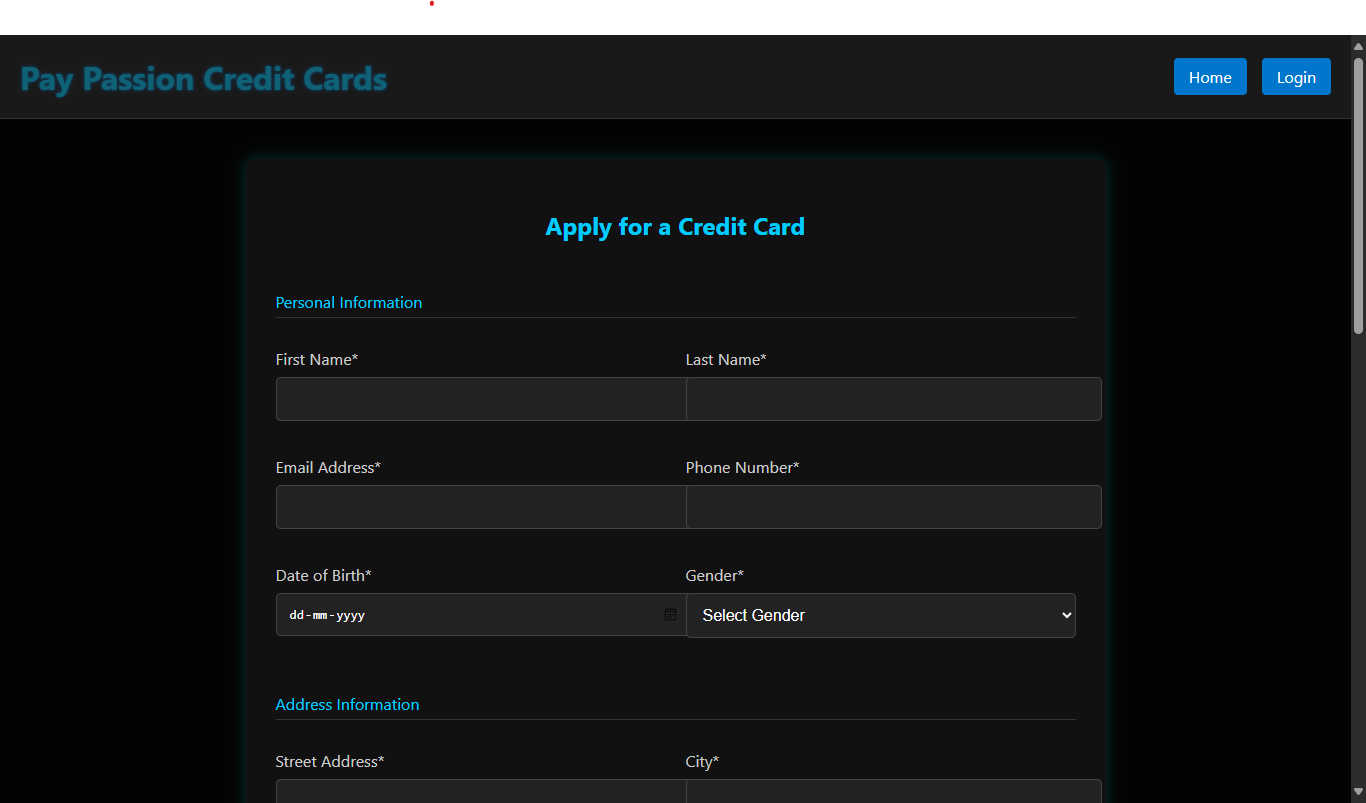 Pay Passion Credit Cards
Home
Login
Apply for a Credit Card
Personal Information
First Name*
Last Name*
Email Address*
Phone Number*
Date of Birth*
Gender*
dd-mm-yyyy
Select Gender
Address Information
Street Address*
City*